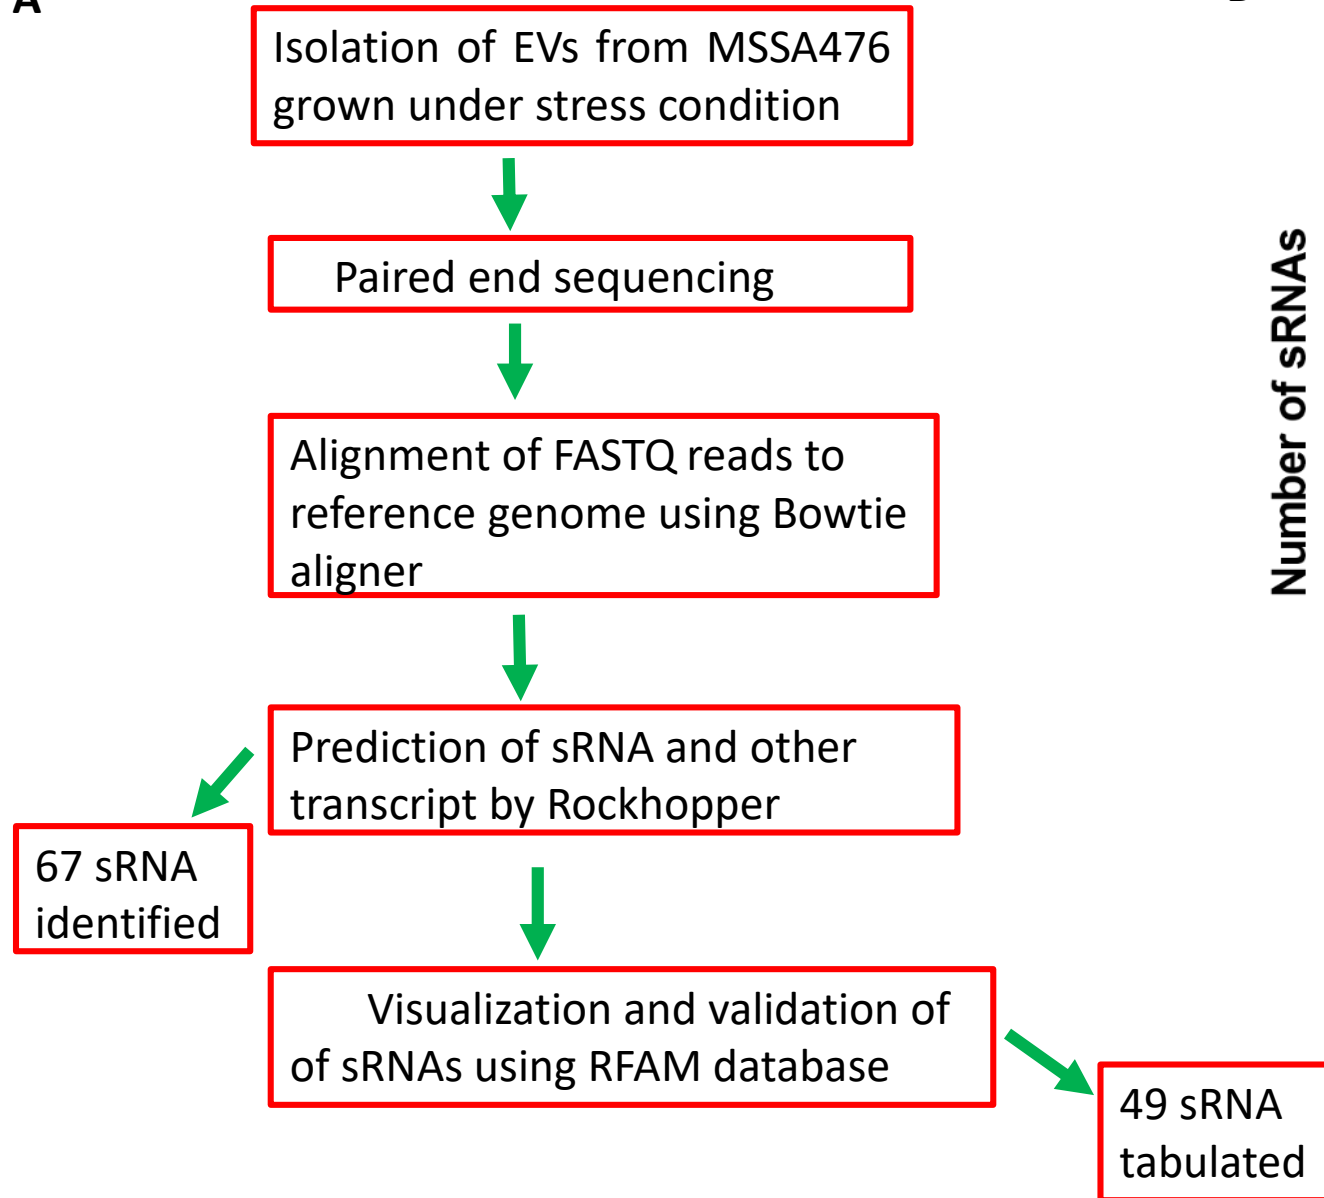 A
Isolation of EVs from MSSA476
grown under stress condition
Paired end sequencing
Alignment of FASTQ reads to
reference genome using Bowtie
aligner
Prediction of sRNA and other
transcript by Rockhopper
67 sRNA
identified
Visualization and validation of
of sRNAs using RFAM database
49 sRNA
tabulated
Number of sRNAs